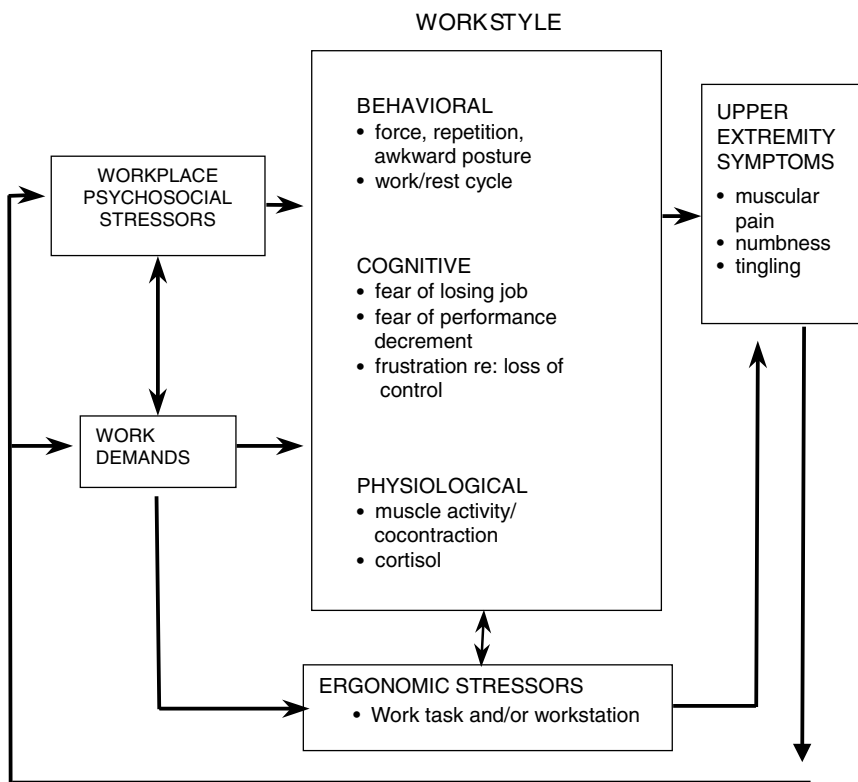 WORKSTYLE
BEHAVIORAL
• force, repetition,
awkward posture
• work/rest cycle
COGNITIVE
• fear of losing job
• fear of performance
decrement
• frustration re: loss of
control
PHYSIOLOGICAL
• muscle activity/
cocontraction
• cortisol
WORKPLACE
PSYCHOSOCIAL
STRESSORS
WORK
DEMANDS
UPPER
EXTREMITY
SYMPTOMS
• muscular
pain
• numbness
• tingling
ERGONOMIC STRESSORS
• Work task and/or workstation